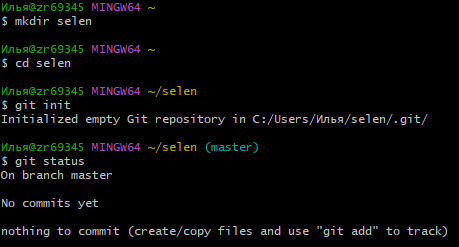 Илья@zr69345 MINGW64 ~
$ mkdir selen
Илья@zr69345 MINGW64 ~
$ cd selen
Илья@zr69345 MINGW64 ~/selen
$ git init
Initialized empty Git repository in C:/Users/Илья/selen/.git/
Илья@zr69345 MINGW64 ~/selen (master)
$ git status
On branch master
No commits yet
nothing to commit (create/copy files and use "git add" to track)